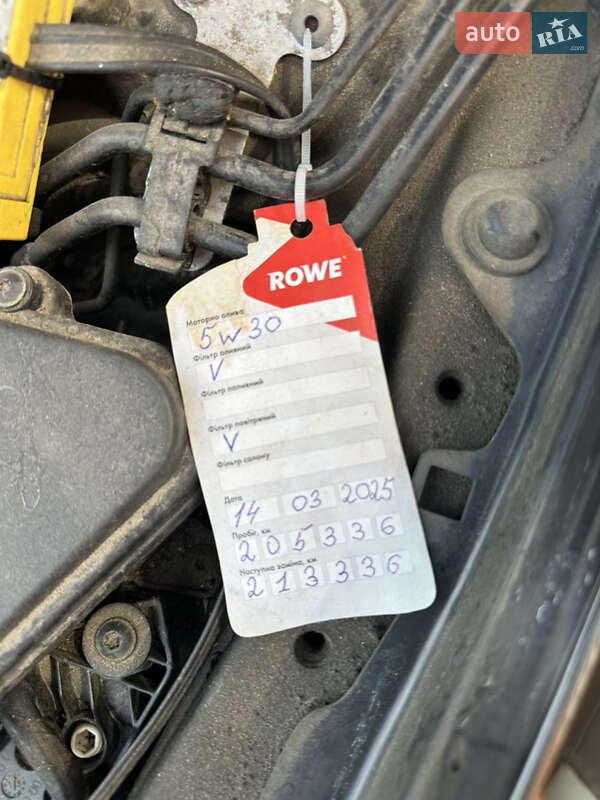 auto RIA .com
ROWE
Моторна олива
5W30
Фільтр оливний
V
Фільтр паливний
Фільтр повітряний
V
Фільтр салону
Дата
14 03 2025
Пробіг, км
205336
Наступна заміна, км
213336